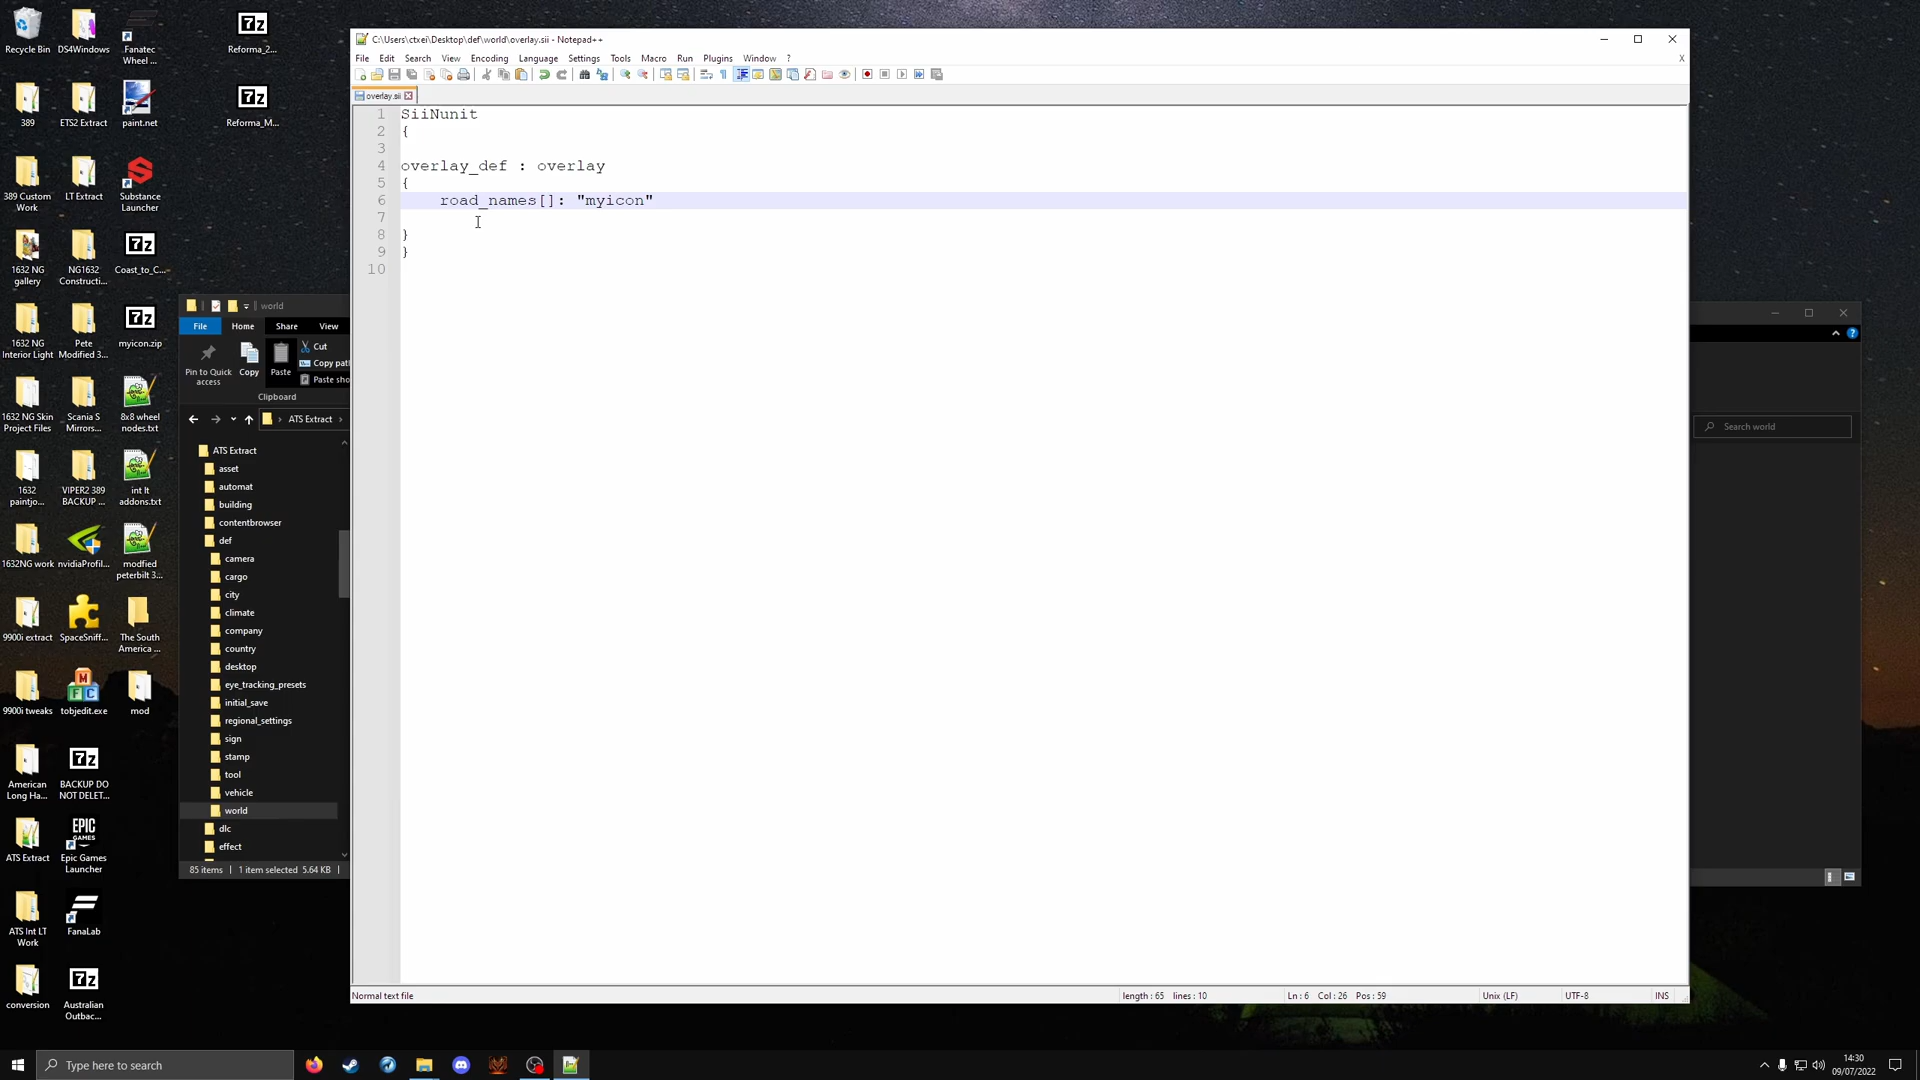 Recycle Bin
DS4Windows
Fanatec
Wheel ...
Reforma_2...
389
ETS2 Extract
paint.net
Reforma_M...
389 Custom
Work
LT Extract
Substance
Launcher
1632 NG
gallery
NG1632
Constructi...
Coast_to_C...
1632 NG
Interior Light
Pete
Modified 3...
myicon.zip
1632 NG Skin
Project Files
Scania S
Mirrors...
8x8 wheel
nodes.txt
1632
paintjo...
VIPER2 389
BACKUP ...
int lt
addons.txt
1632NG work
nvidiaProfil...
modfied
peterbilt 3...
9900i extract
SpaceSniff...
The South
America ...
9900i tweaks
tobjedit.exe
mod
American
Long Ha...
BACKUP DO
NOT DELET...
ATS Extract
Epic Games
Launcher
ATS Int LT
Work
FanaLab
conversion
Australian
Outbac...
C:\Users\ctxei\Desktop\def\world\overlay.sii - Notepad++
File Edit Search View Encoding Language Settings Tools Macro Run Plugins Window ?
X
overlay.sii
1 SiiNunit
2 {
3
4 overlay_def : overlay
5 {
6 road_names[]: "myicon"
7
8 }
9 }
10
Normal text file
length : 65 lines : 10
Ln : 6 Col : 26 Pos : 59
Unix (LF)
UTF-8
INS
world
File Home Share View
Pin to Quick
access
Copy
Paste
Cut
Copy path
Paste sho
Clipboard
ATS Extract
ATS Extract
asset
automat
building
contentbrowser
def
camera
cargo
city
climate
company
country
desktop
eye_tracking_presets
initial_save
regional_settings
sign
stamp
tool
vehicle
world
dlc
effect
85 items
1 item selected 5.64 KB
Search world
Type here to search
14:30
09/07/2022